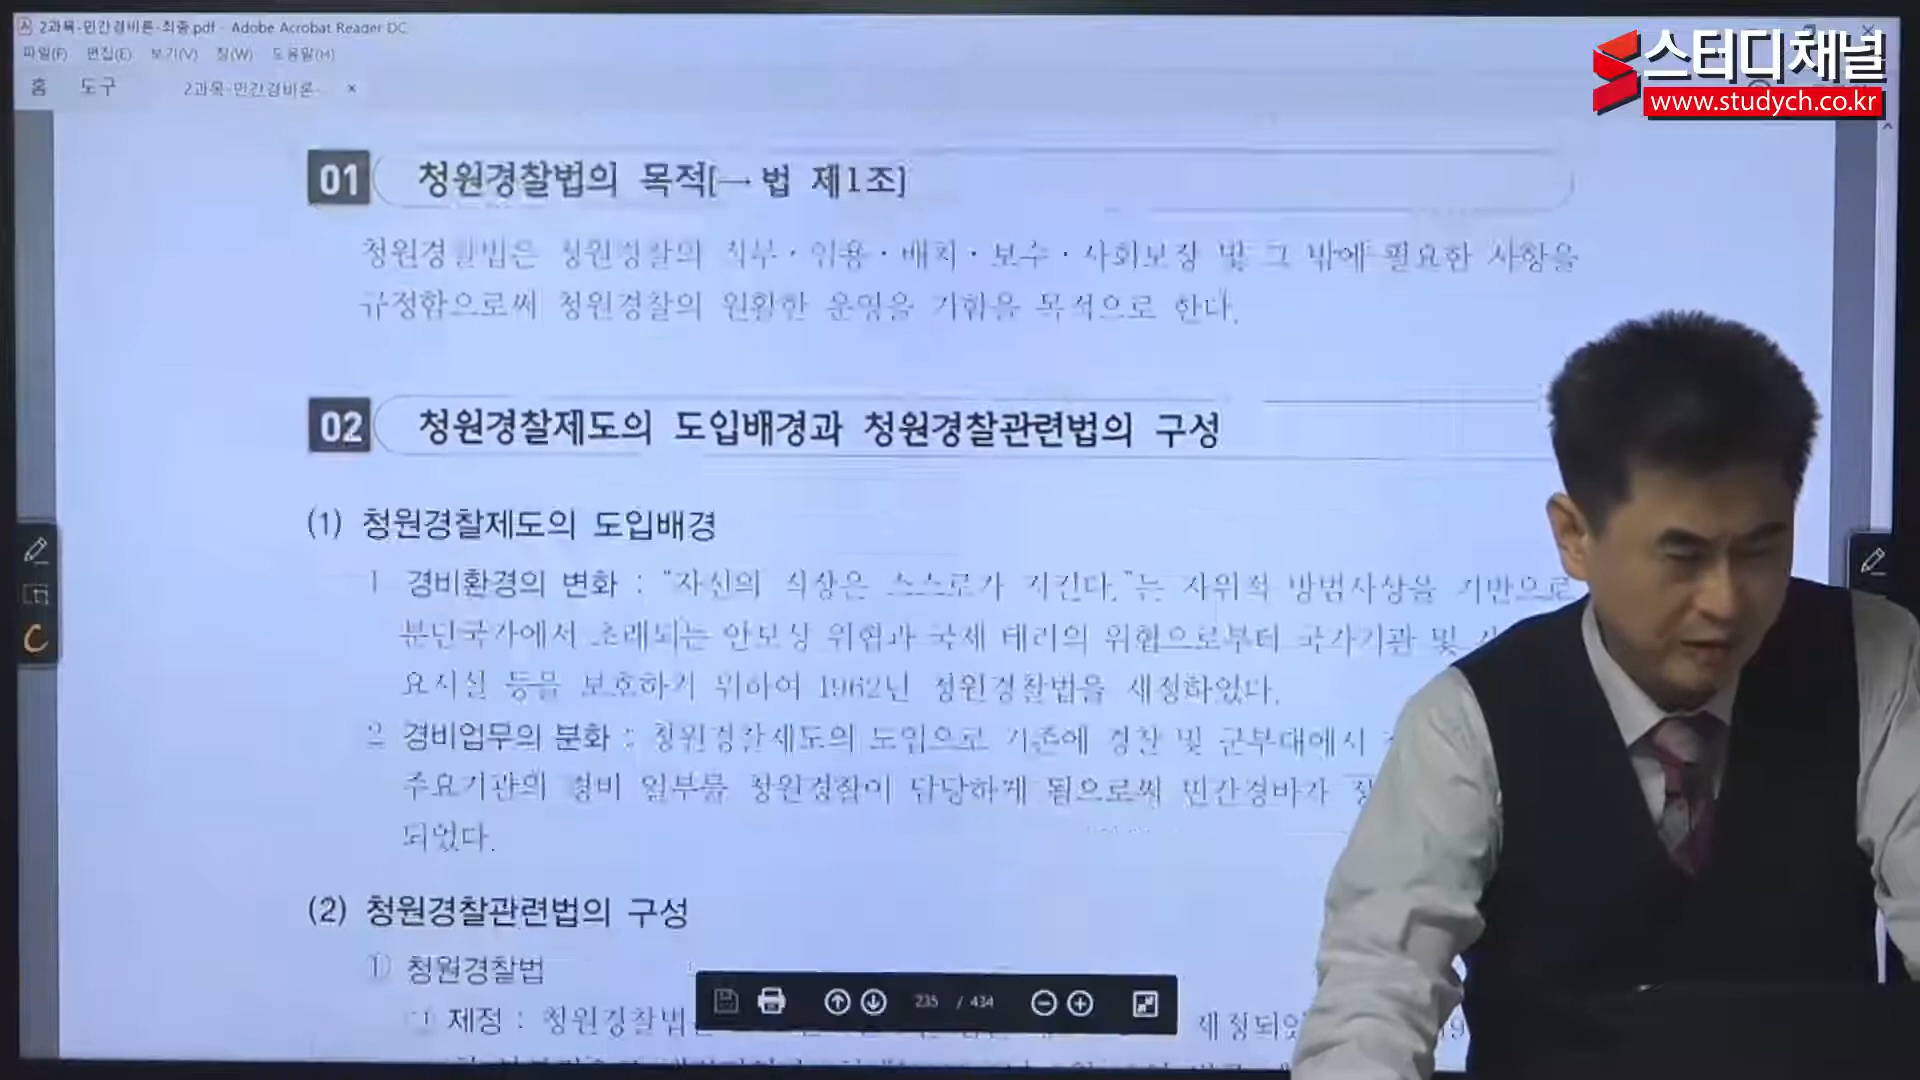 2과목-민간경비론-최종.pdf - Adobe Acrobat Reader DC
파일(F) 편집(E) 보기(V) 창(W) 도움말(H)
홈 도구 2과목-민간경비론-
스터디채널
www.studych.co.kr
01 청원경찰법의 목적[→ 법 제1조]
청원경찰법은 청원경찰의 직무·임용·배치·보수·사회보장 및 그 밖에 필요한 사항을
규정함으로써 청원경찰의 원활한 운영을 기함을 목적으로 한다.
02 청원경찰제도의 도입배경과 청원경찰관련법의 구성
(1) 청원경찰제도의 도입배경
1 경비환경의 변화 : "자신의 직장은 스스로가 지킨다."는 자위적 방범사상을 기반으로
분단국가에서 초래되는 안보상 위협과 국제 테러의 위협으로부터 국가기관 및
요시설 등을 보호하기 위하여 1962년 청원경찰법을 제정하였다.
2 경비업무의 분화 : 청원경찰제도의 도입으로 기존에 경찰 및 군부대에서
주요기관의 경비 일부를 청원경찰이 담당하게 됨으로써 민간경비가
되었다.
(2) 청원경찰관련법의 구성
① 청원경찰법
제정 : 청원경찰법 제정되었
235 / 434